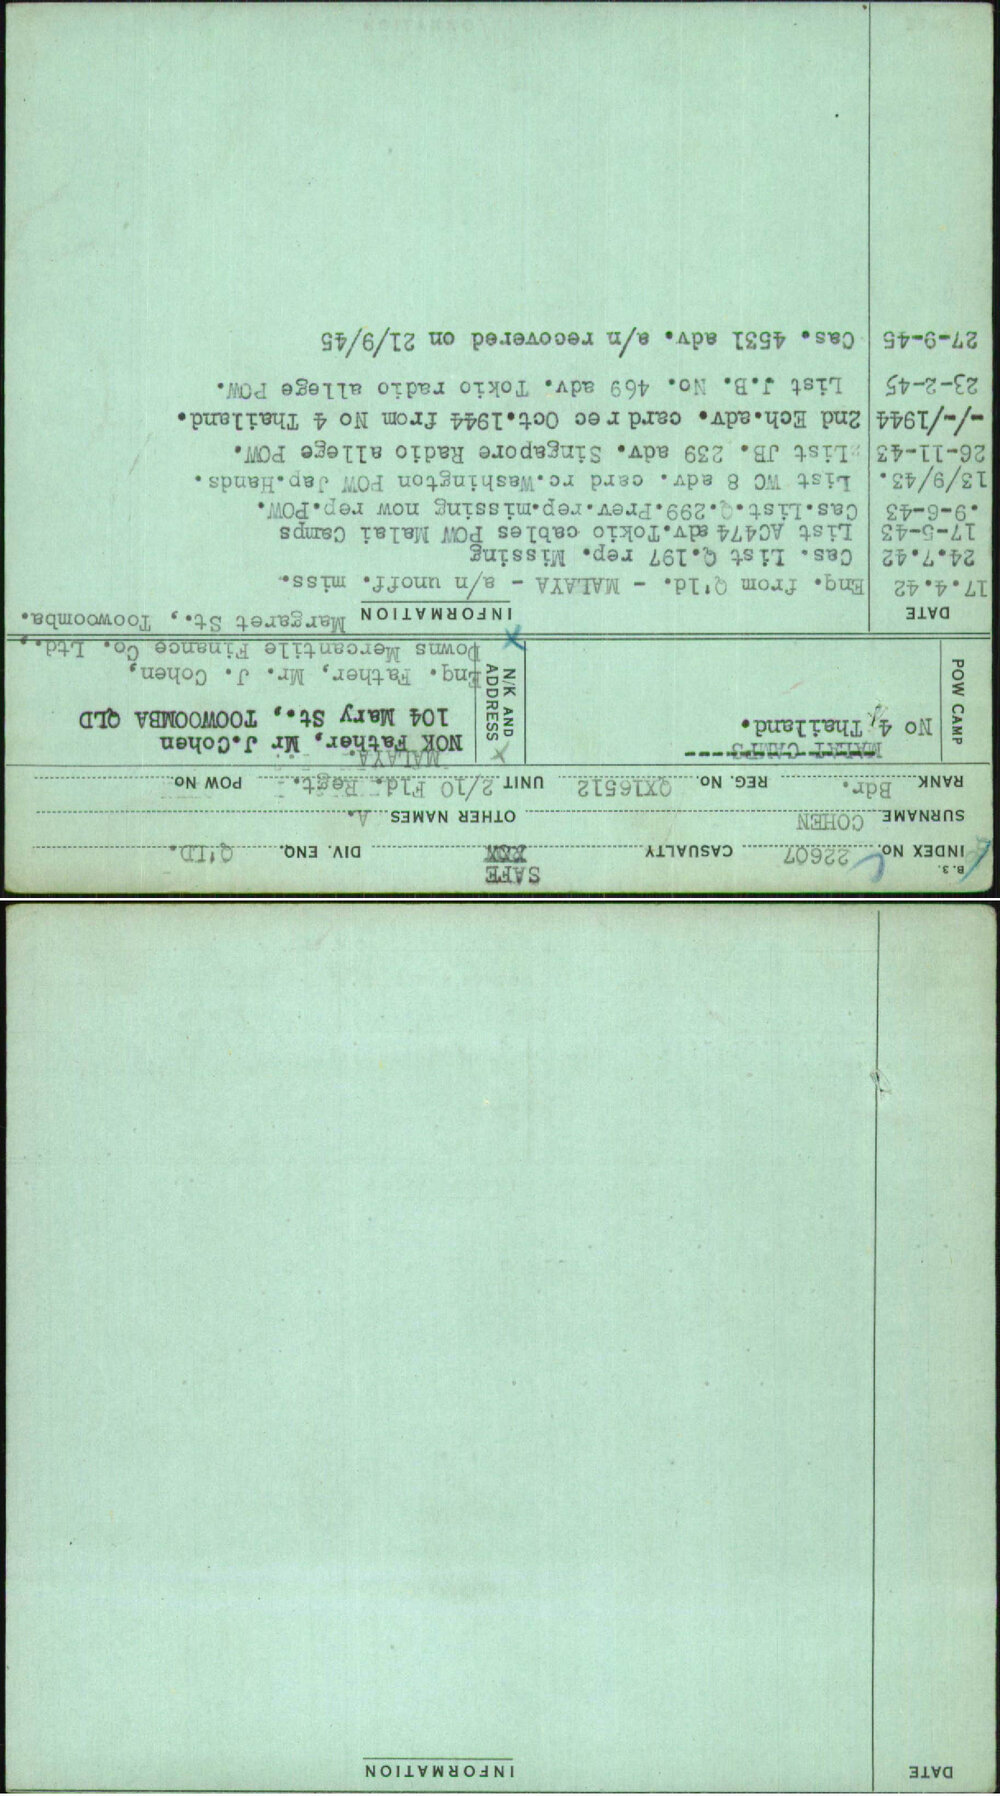 B.3
INDEX No. 22607 CASUALTY SAFE DIV. ENQ. Q'LD.
SURNAME COHEN OTHER NAMES A.
RANK Bdr. REG. No. QX16512 UNIT 2/10 Fld. Regt. POW No
MALAYA.
POW CAMP
MALAI CAMPS
No 4 Thailand.
N/K AND ADDRESS
NOK Father, Mr J.Cohen
104 Mary St., TOOWOOMBA QLD
Enq. Father, Mr. J. Cohen,
Downs Mercantile Finance Co. Ltd.,
Margaret St., Toowoomba.
DATE INFORMATION
17.4.42 Enq. from Q'ld. - MALAYA - a/n unoff. miss.
24.7.42 Cas. List Q.197 rep. Missing
17-5-43 List AC474 adv.Tokio cables POW Malai Camps
.9-6-43 Cas.List.Q.299.Prev.rep.missing now rep.POW.
13/9/43. List WC 8 adv. card rc.Washington POW Jap.Hands.
26-11-43 List JB. 239 adv. Singapore Radio allege POW.
-/-/1944 2nd Ech.adv. card rec Oct.1944 from No 4 Thailand.
23-2-45 List J.B. No. 469 adv. Tokio radio allege POW.
27-9-45 Cas. 4531 adv. a/n recovered on 21/9/45
DATE INFORMATION